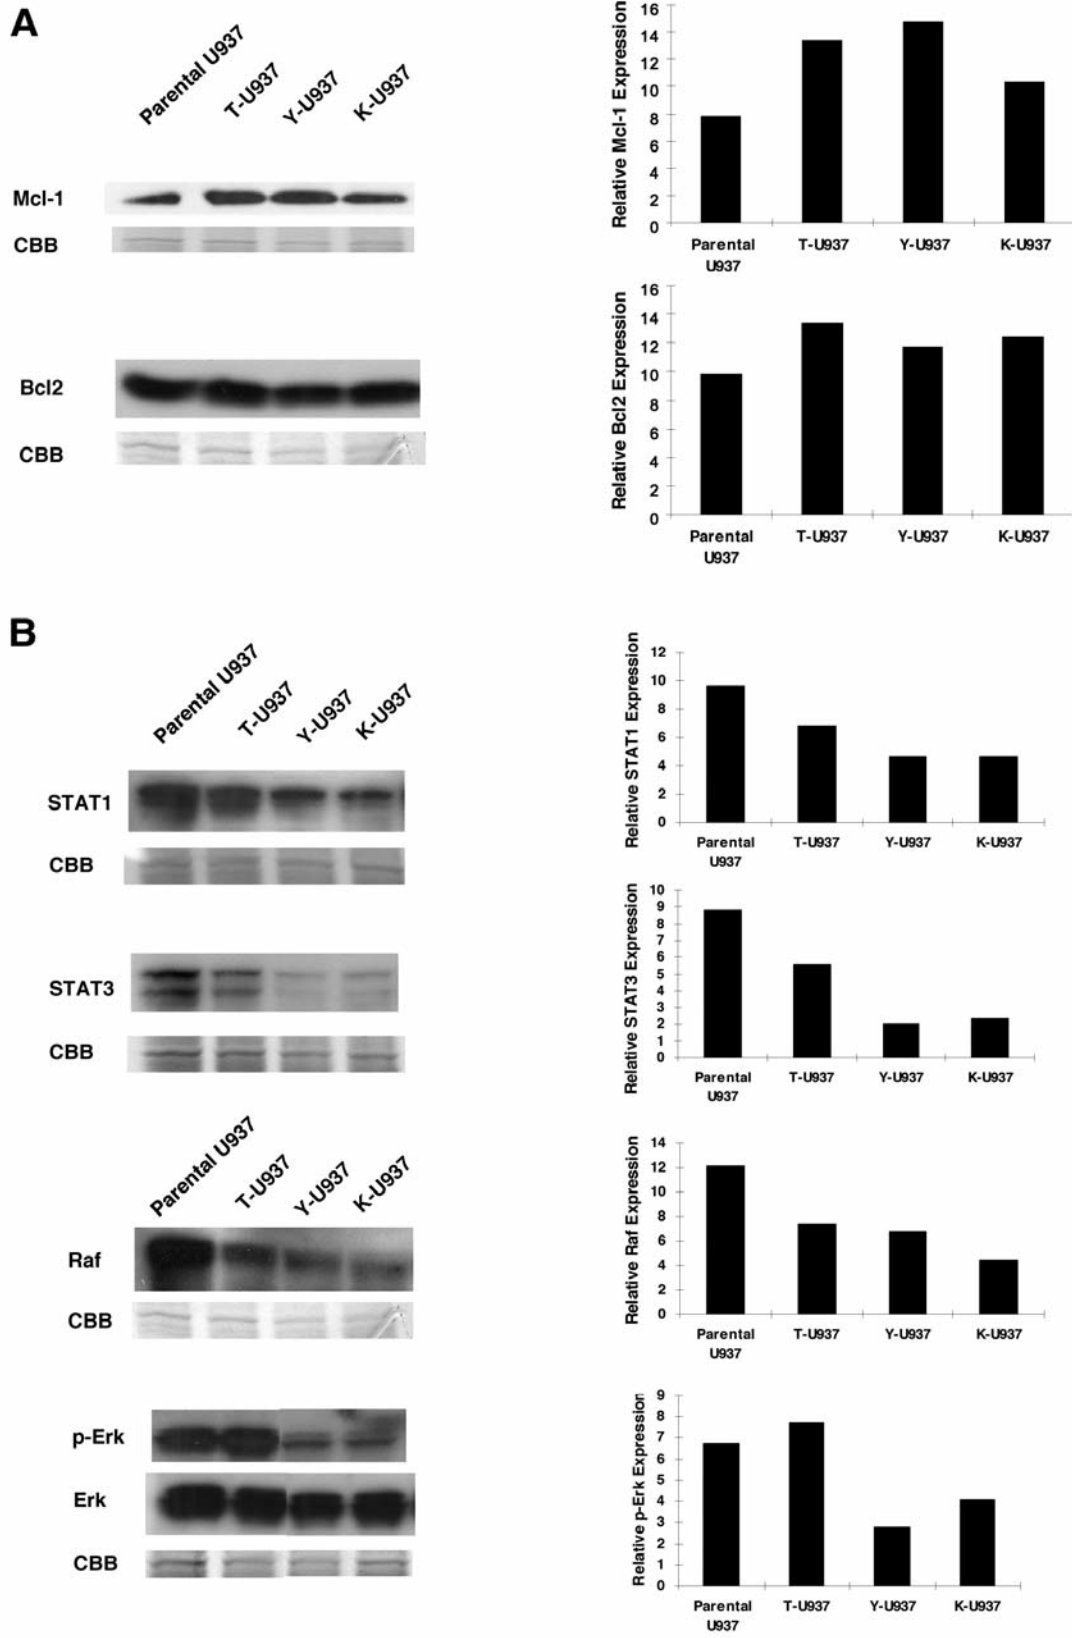 A
Parental U937
T-U937
Y-U937
K-U937
Mcl-1
CBB
Bcl2
CBB
Relative Mcl-1 Expression
16
14
12
10
8
6
4
2
0
Parental T-U937 Y-U937 K-U937
U937
Relative Bcl2 Expression
16
14
12
10
8
6
4
2
0
Parental T-U937 Y-U937 K-U937
U937
B
Parental U937
T-U937
Y-U937
K-U937
STAT1
CBB
STAT3
CBB
Parental U937
T-U937
Y-U937
K-U937
Raf
CBB
p-Erk
Erk
CBB
Relative STAT1 Expression
12
10
8
6
4
2
0
Parental T-U937 Y-U937 K-U937
U937
Relative STAT3 Expression
10
9
8
7
6
5
4
3
2
1
0
Parental T-U937 Y-U937 K-U937
U937
Relative Raf Expression
14
12
10
8
6
4
2
0
Parental T-U937 Y-U937 K-U937
U937
Relative p-Erk Expression
9
8
7
6
5
4
3
2
1
0
Parental T-U937 Y-U937 K-U937
U937